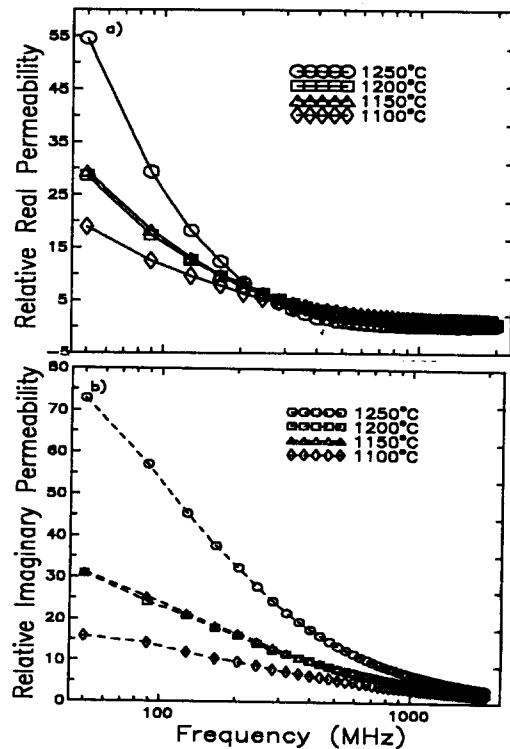 a)
55
45
35
25
15
5
-5
Relative Real Permeability
1250°C
1200°C
1150°C
1100°C
b)
80
70
60
50
40
30
20
10
0
Relative Imaginary Permeability
1250°C
1200°C
1150°C
1100°C
100
1000
Frequency (MHz)